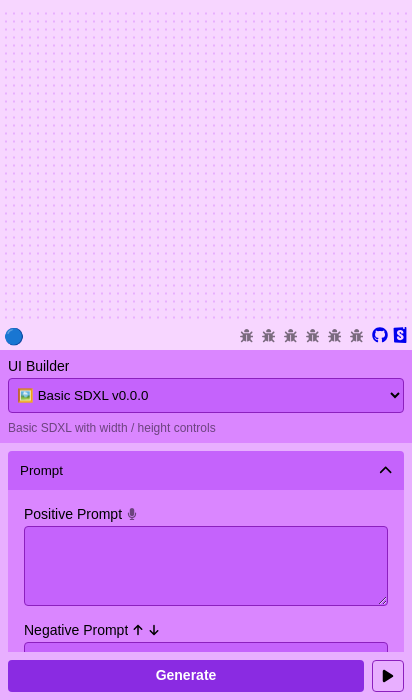 UI Builder
🖼️ Basic SDXL v0.0.0
Basic SDXL with width / height controls
Prompt
Positive Prompt
Negative Prompt
Generate